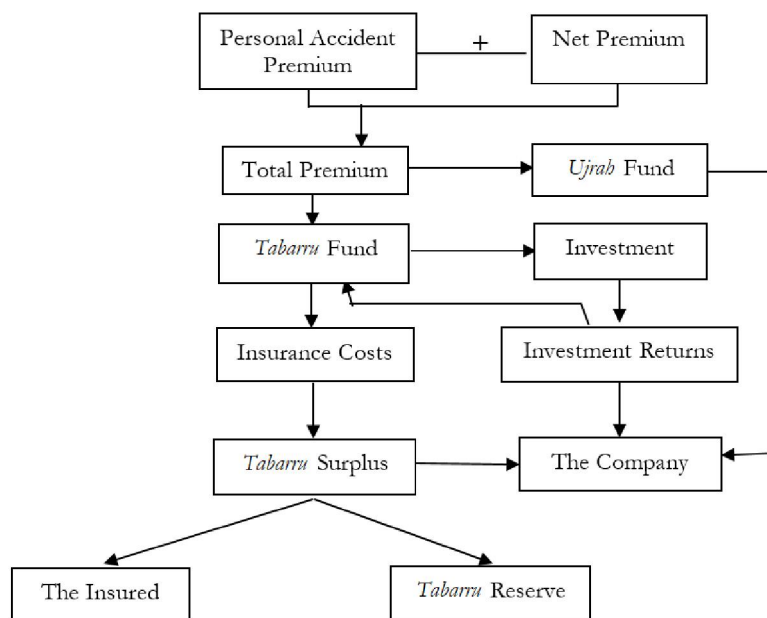 Personal Accident
Premium
+
Net Premium
Total Premium
Ujrah Fund
Tabarru Fund
Investment
Insurance Costs
Investment Returns
Tabarru Surplus
The Company
The Insured
Tabarru Reserve